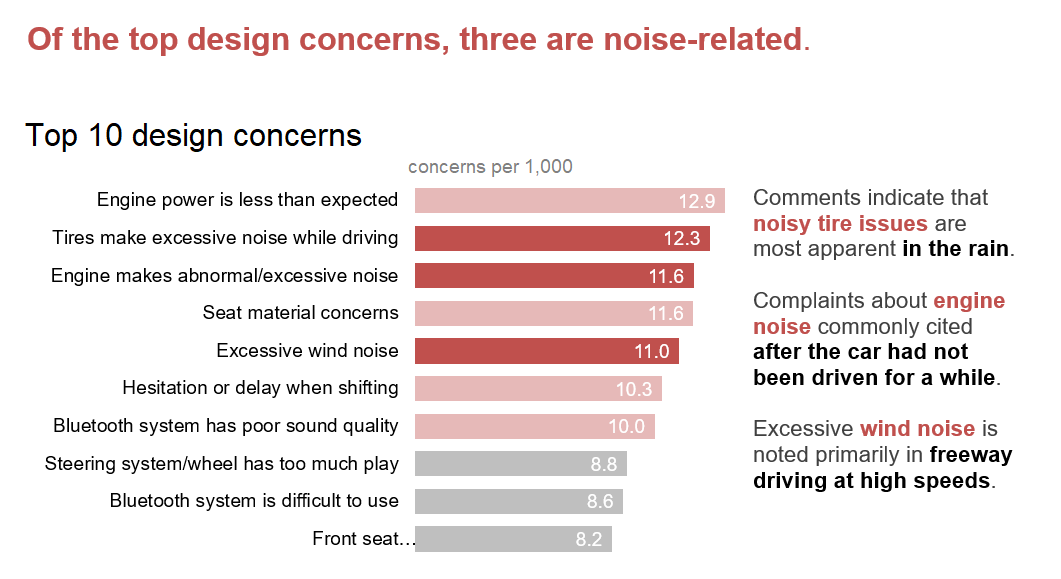 Of the top design concerns, three are noise-related.
Top 10 design concerns
concerns per 1,000
Engine power is less than expected 12.9
Tires make excessive noise while driving 12.3
Engine makes abnormal/excessive noise 11.6
Seat material concerns 11.6
Excessive wind noise 11.0
Hesitation or delay when shifting 10.3
Bluetooth system has poor sound quality 10.0
Steering system/wheel has too much play 8.8
Bluetooth system is difficult to use 8.6
Front seat… 8.2
Comments indicate that
noisy tire issues are
most apparent in the rain.
Complaints about engine
noise commonly cited
after the car had not
been driven for a while.
Excessive wind noise is
noted primarily in freeway
driving at high speeds.